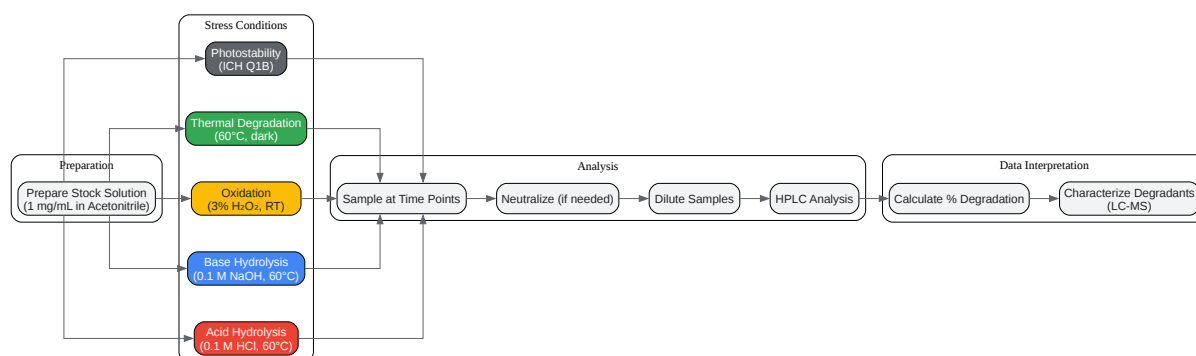 Stress Conditions
Photostability
(ICH Q1B)
Thermal Degradation
(60°C, dark)
Preparation
Prepare Stock Solution
(1 mg/mL in Acetonitrile)
Oxidation
(3% H₂O₂, RT)
Base Hydrolysis
(0.1 M NaOH, 60°C)
Acid Hydrolysis
(0.1 M HCl, 60°C)
Analysis
Sample at Time Points
Neutralize (if needed)
Dilute Samples
HPLC Analysis
Data Interpretation
Calculate % Degradation
Characterize Degradants
(LC-MS)